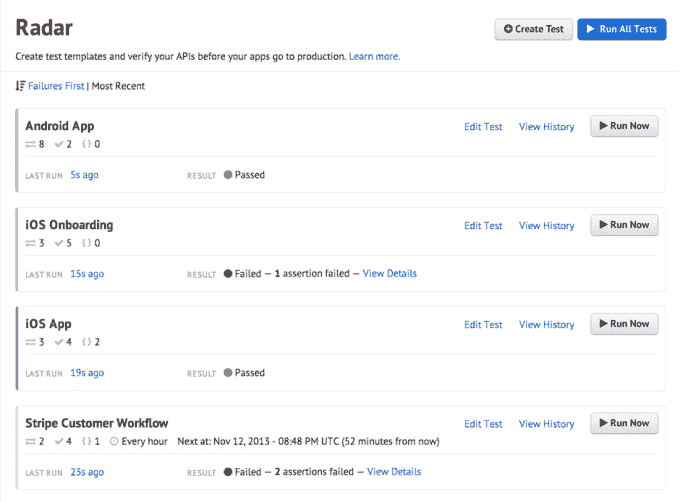 Radar
Create Test
Run All Tests
Create test templates and verify your APIs before your apps go to production. Learn more.
Failures First | Most Recent
Android App
Edit Test View History Run Now
8 2 {} 0
LAST RUN 5s ago RESULT Passed
iOS Onboarding
Edit Test View History Run Now
3 5 {} 0
LAST RUN 15s ago RESULT Failed — 1 assertion failed — View Details
iOS App
Edit Test View History Run Now
3 4 {} 2
LAST RUN 19s ago RESULT Passed
Stripe Customer Workflow
Edit Test View History Run Now
2 4 {} 1 Every hour Next at: Nov 12, 2013 - 08:48 PM UTC (52 minutes from now)
LAST RUN 23s ago RESULT Failed — 2 assertions failed — View Details